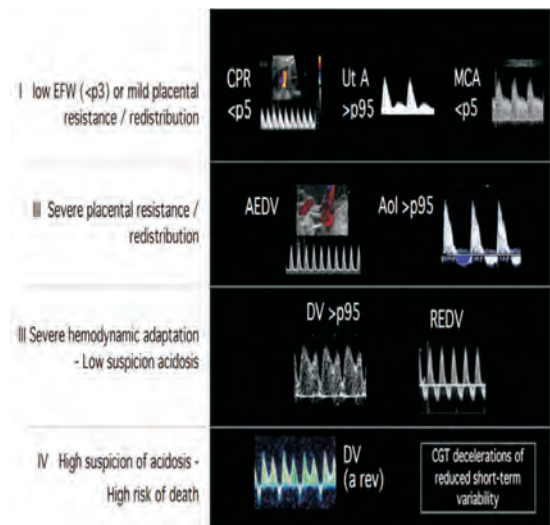 I low EFW (<p3) or mild placental
resistance / redistribution
CPR
<p5
Ut A
>p95
MCA
<p5
III Severe placental resistance /
redistribution
AEDV
AoI >p95
III Severe hemodynamic adaptation
- Low suspicion acidosis
DV >p95
REDV
IV High suspicion of acidosis -
High risk of death
DV
(a rev)
CGT decelerations of
reduced short-term
variability